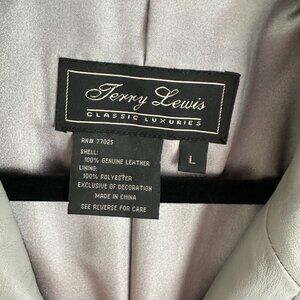 Terry Lewis
CLASSIC LUXURIES
L
RN# 77025
SHELL:
100% GENUINE LEATHER
LINING:
100% POLYESTER
EXCLUSIVE OF DECORATION
MADE IN CHINA
SEE REVERSE FOR CARE